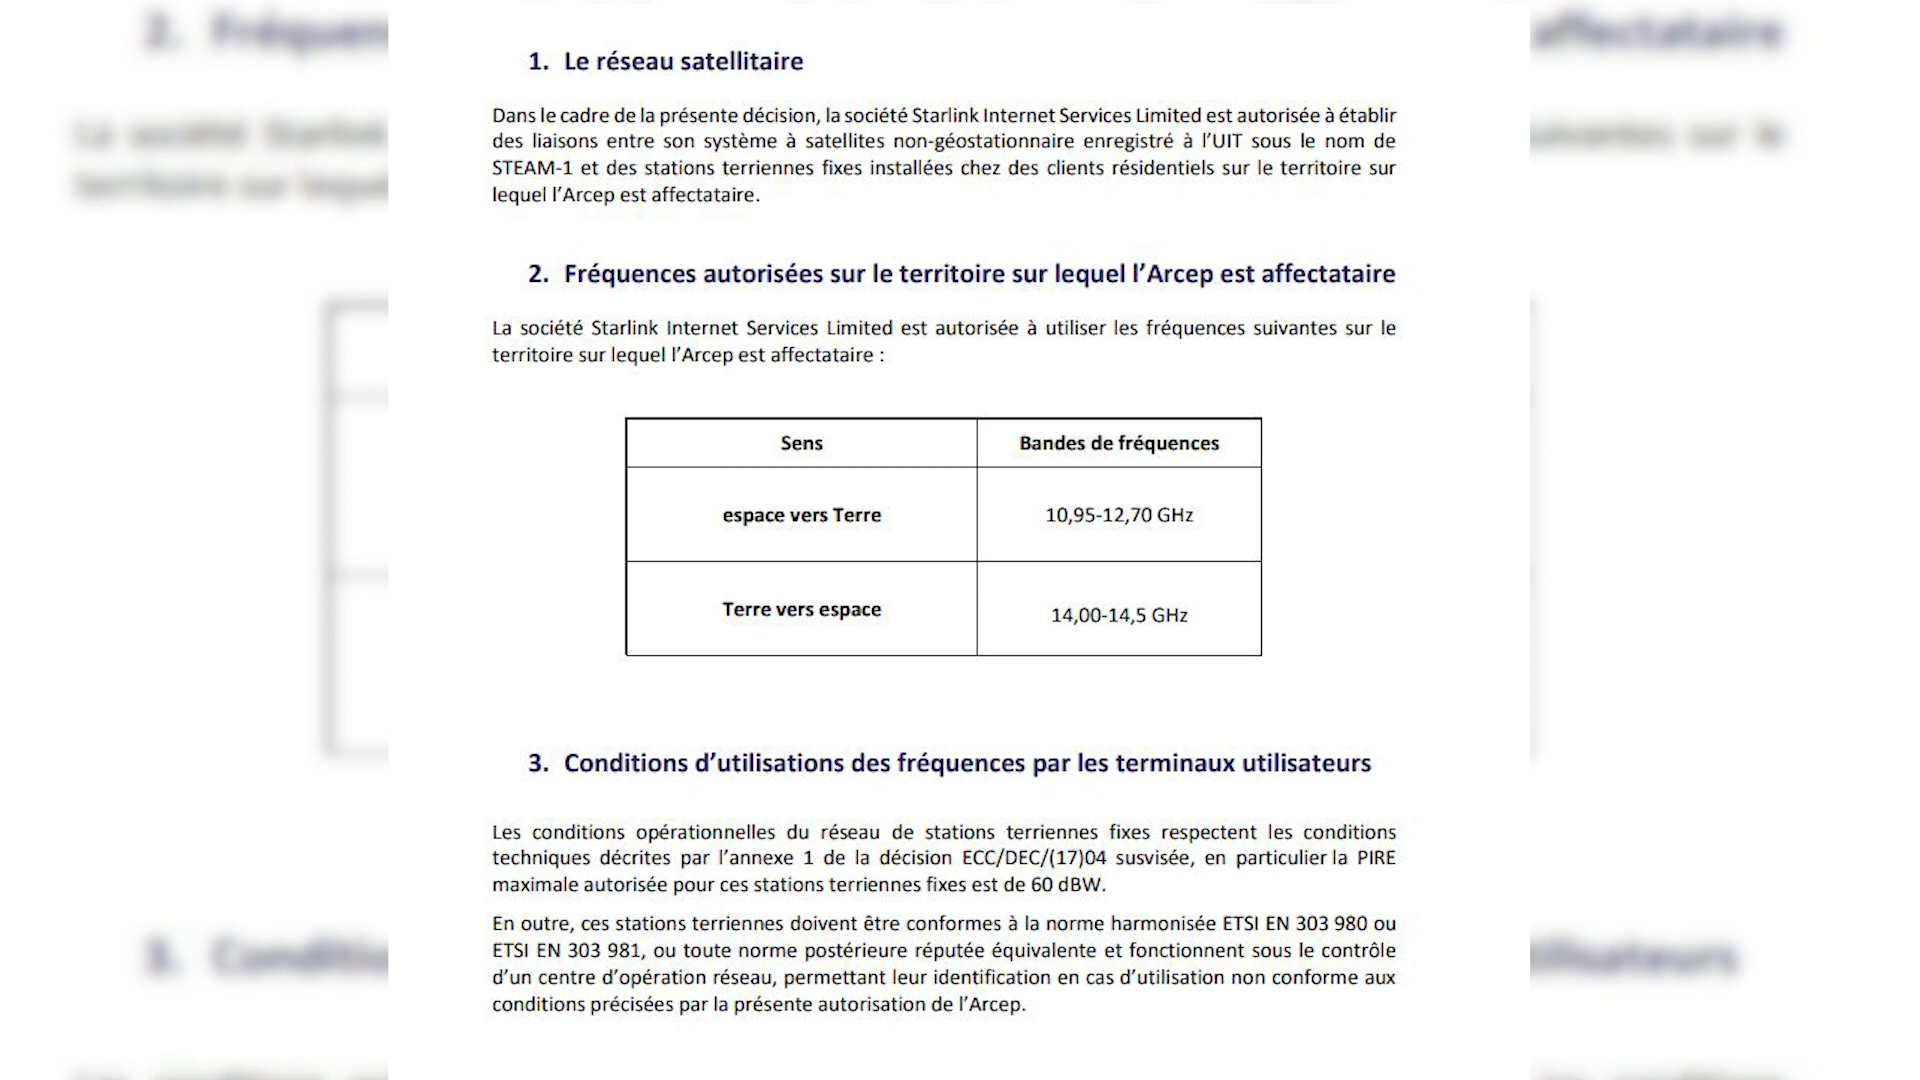 1. Le réseau satellitaire
Dans le cadre de la présente décision, la société Starlink Internet Services Limited est autorisée à établir
des liaisons entre son système à satellites non-géostationnaire enregistré à l’UIT sous le nom de
STEAM-1 et des stations terriennes fixes installées chez des clients résidentiels sur le territoire sur
lequel l’Arcep est affectataire.
2. Fréquences autorisées sur le territoire sur lequel l’Arcep est affectataire
La société Starlink Internet Services Limited est autorisée à utiliser les fréquences suivantes sur le
territoire sur lequel l’Arcep est affectataire :
Sens Bandes de fréquences
espace vers Terre 10,95-12,70 GHz
Terre vers espace 14,00-14,5 GHz
3. Conditions d’utilisations des fréquences par les terminaux utilisateurs
Les conditions opérationnelles du réseau de stations terriennes fixes respectent les conditions
techniques décrites par l’annexe 1 de la décision ECC/DEC/(17)04 susvisée, en particulier la PIRE
maximale autorisée pour ces stations terriennes fixes est de 60 dBW.
En outre, ces stations terriennes doivent être conformes à la norme harmonisée ETSI EN 303 980 ou
ETSI EN 303 981, ou toute norme postérieure réputée équivalente et fonctionnent sous le contrôle
d’un centre d’opération réseau, permettant leur identification en cas d’utilisation non conforme aux
conditions précisées par la présente autorisation de l’Arcep.